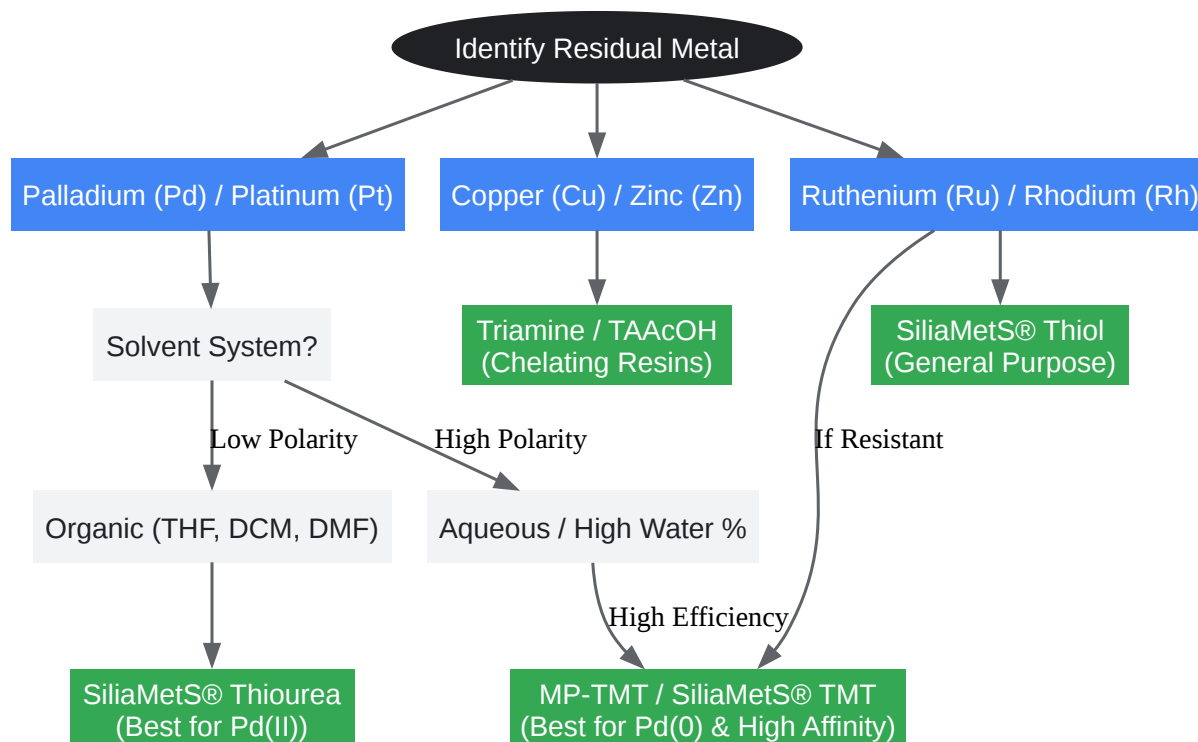 Identify Residual Metal
Palladium (Pd) / Platinum (Pt)
Copper (Cu) / Zinc (Zn)
Ruthenium (Ru) / Rhodium (Rh)
Solvent System?
Triamine / TAAcOH
(Chelating Resins)
SiliaMetS® Thiol
(General Purpose)
Low Polarity
High Polarity
If Resistant
Organic (THF, DCM, DMF)
Aqueous / High Water %
High Efficiency
SiliaMetS® Thiourea
(Best for Pd(II))
MP-TMT / SiliaMetS® TMT
(Best for Pd(0) & High Affinity)